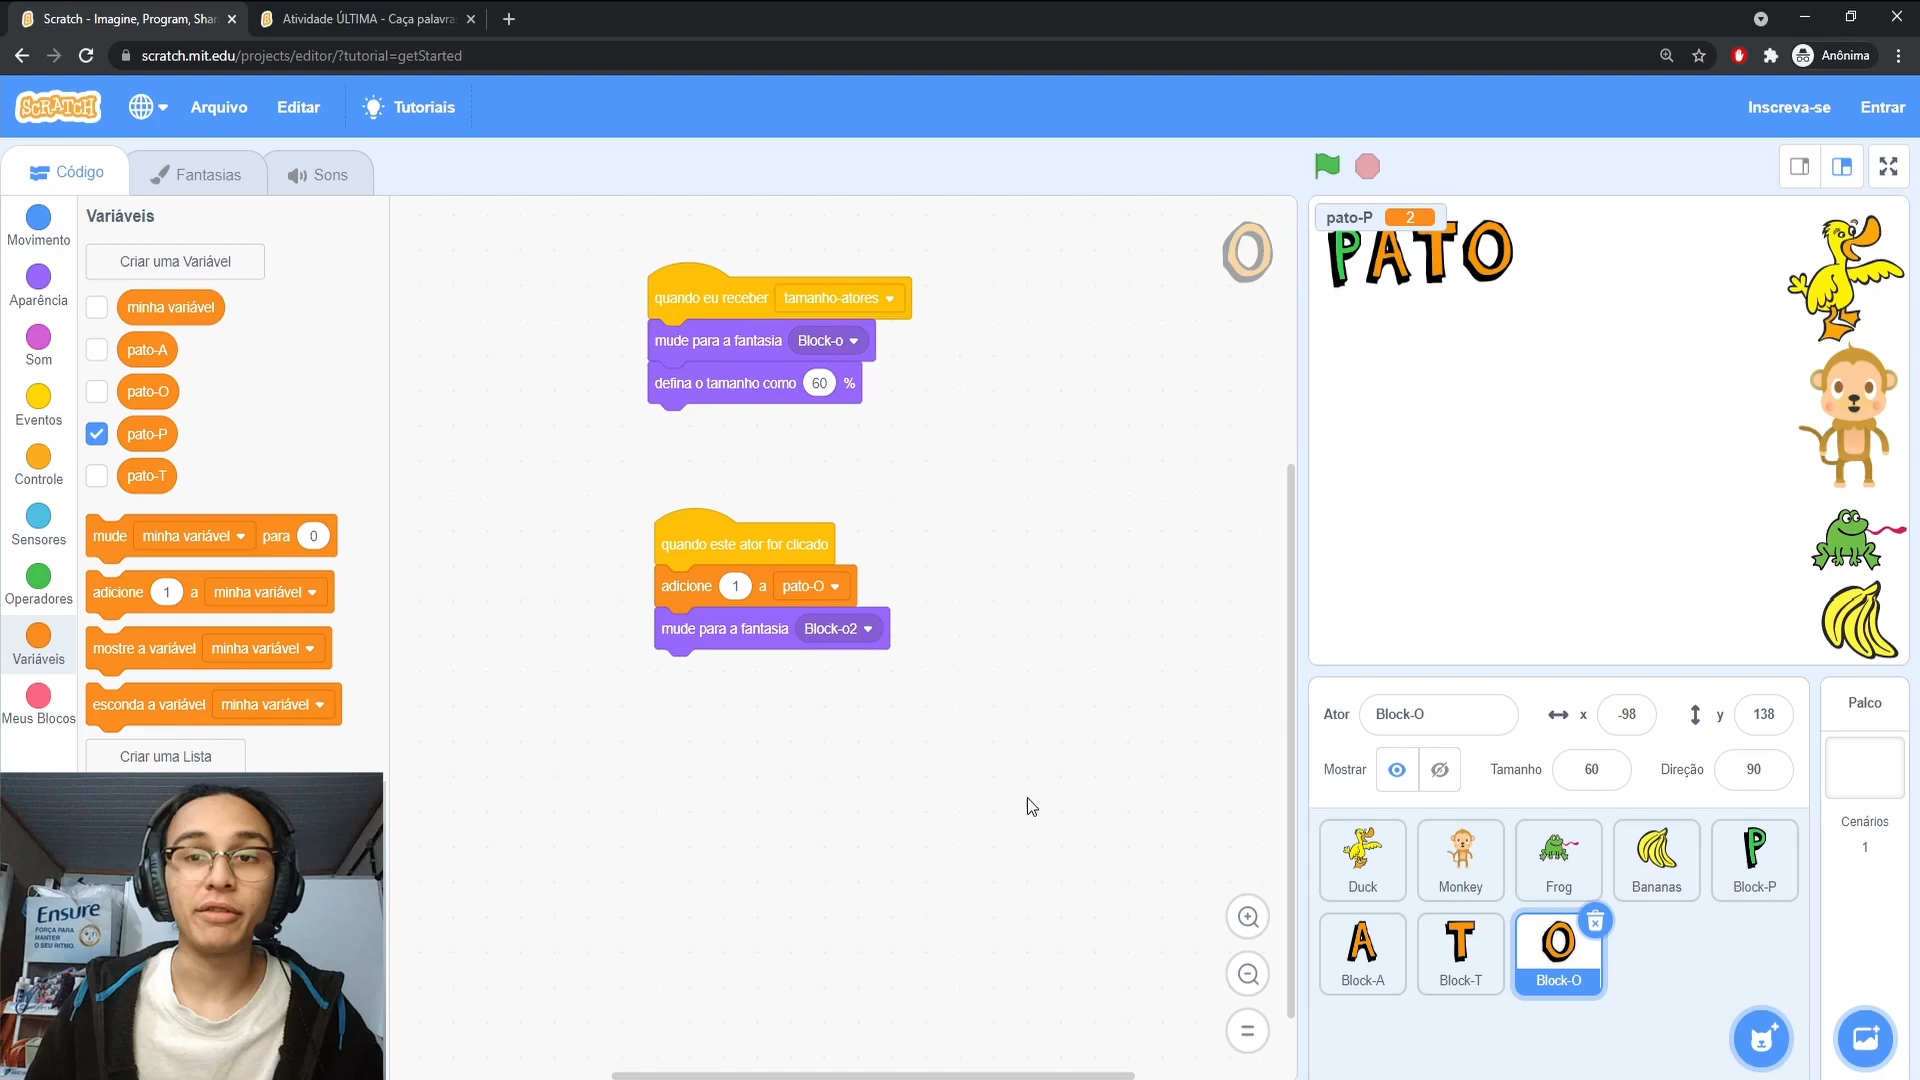 Scratch - Imagine, Program, Shar
Atividade ÚLTIMA - Caça palavra
scratch.mit.edu/projects/editor/?tutorial=getStarted
Anônima
SCRATCH
Arquivo
Editar
Tutoriais
Inscreva-se
Entrar
Código
Fantasias
Sons
Movimento
Aparência
Som
Eventos
Controle
Sensores
Operadores
Variáveis
Meus Blocos
Variáveis
Criar uma Variável
minha variável
pato-A
pato-O
pato-P
pato-T
mude minha variável para 0
adicione 1 a minha variável
mostre a variável minha variável
esconda a variável minha variável
Criar uma Lista
quando eu receber tamanho-atores
mude para a fantasia Block-o
defina o tamanho como 60 %
quando este ator for clicado
adicione 1 a pato-O
mude para a fantasia Block-o2
O
pato-P 2
PATO
Ator Block-O x -98 y 138
Mostrar Tamanho 60 Direção 90
Duck
Monkey
Frog
Bananas
P
Block-P
A
Block-A
T
Block-T
O
Block-O
Palco
Cenários
1
Ensure
FORÇA PARA
MANTER
O SEU RITMO.